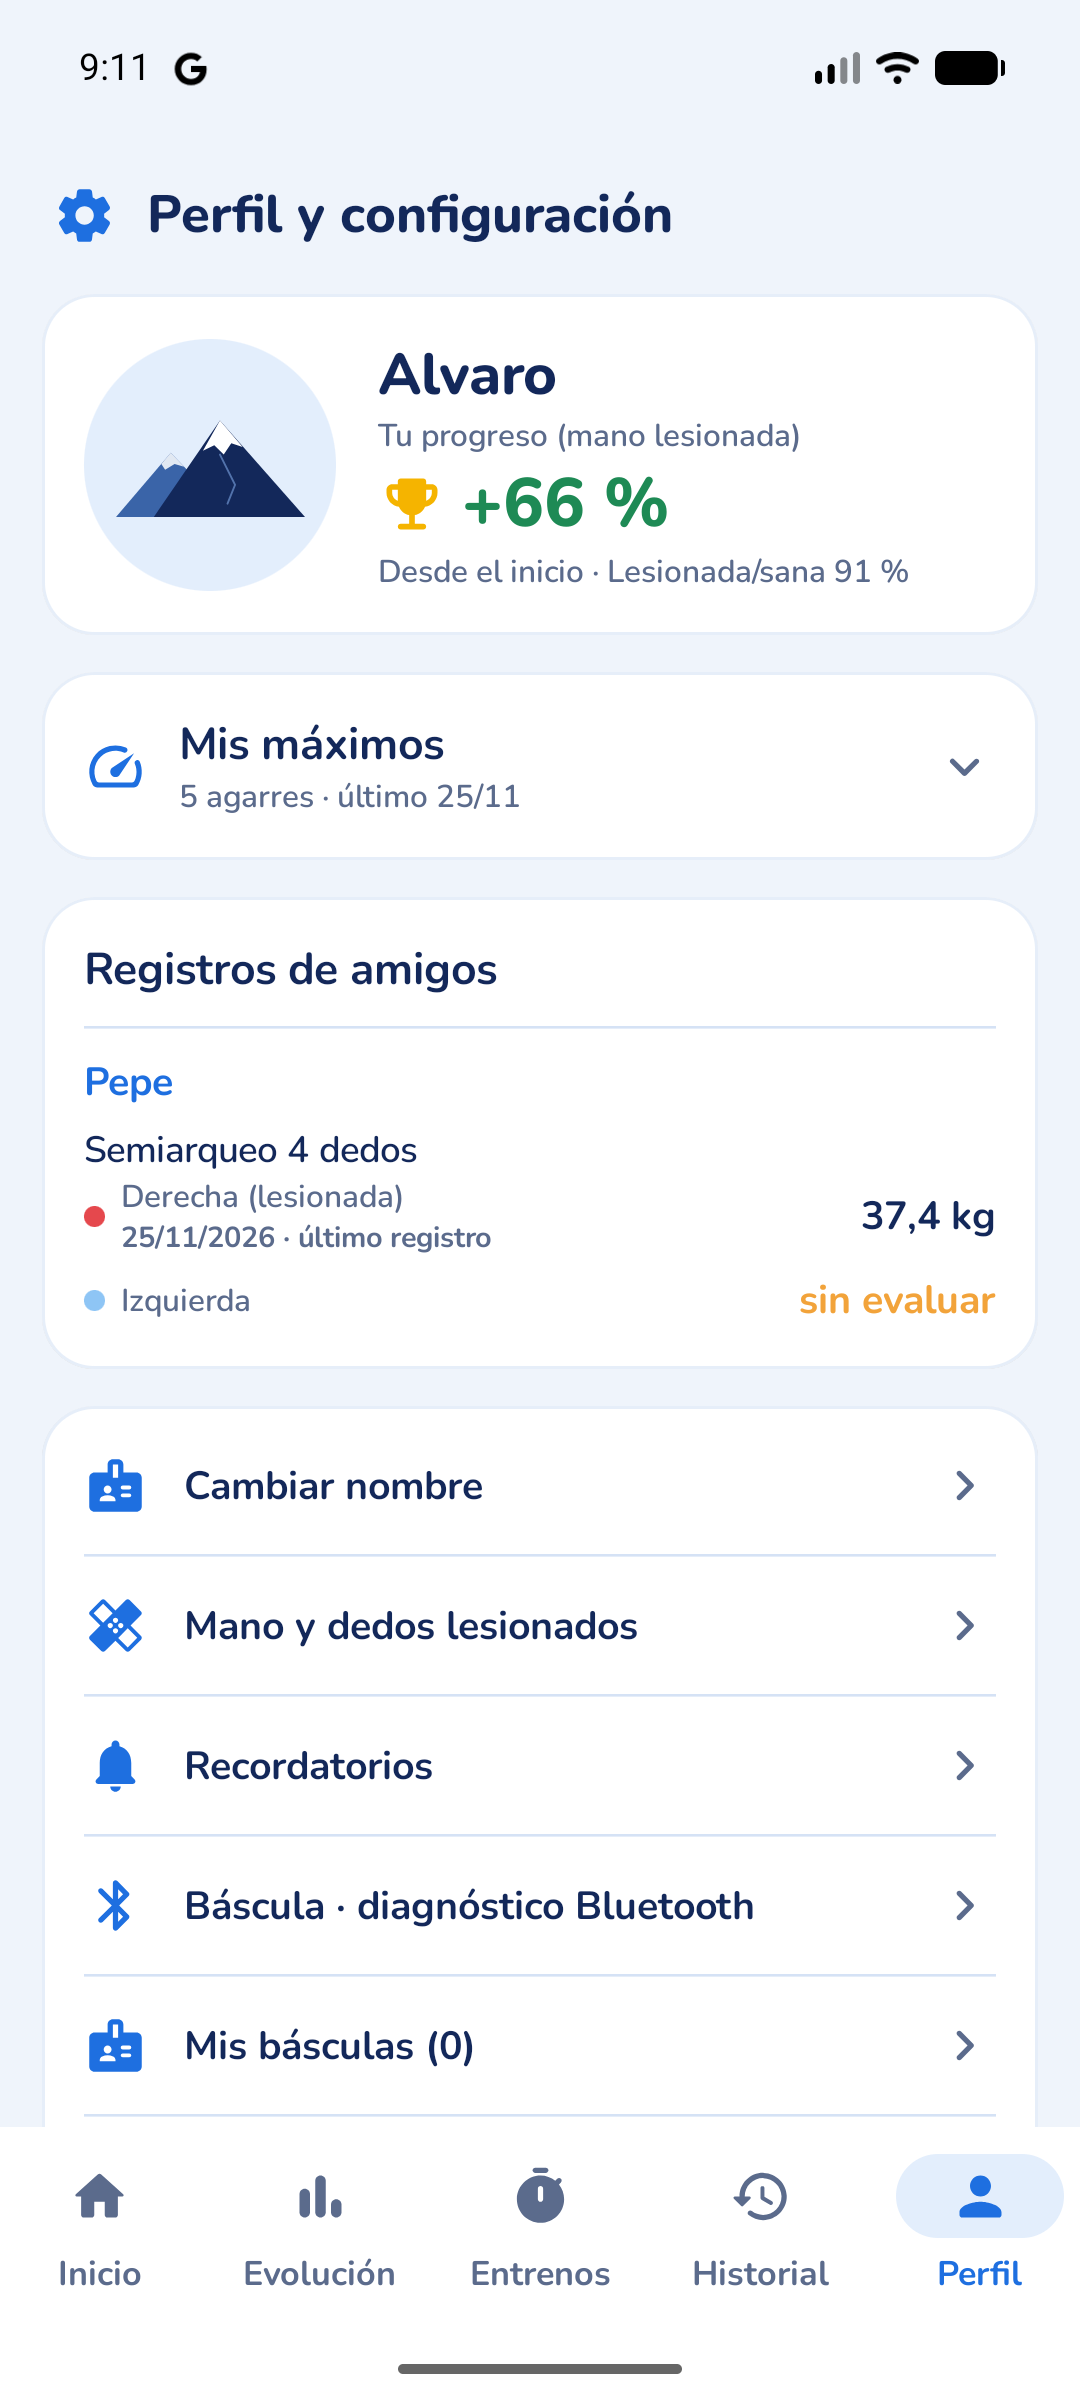 9:11
Perfil y configuración
Alvaro
Tu progreso (mano lesionada)
+66 %
Desde el inicio · Lesionada/sana 91 %
Mis máximos
5 agarres · último 25/11
Registros de amigos
Pepe
Semiarqueo 4 dedos
Derecha (lesionada)
25/11/2026 · último registro
37,4 kg
Izquierda
sin evaluar
Cambiar nombre
Mano y dedos lesionados
Recordatorios
Báscula · diagnóstico Bluetooth
Mis básculas (0)
Inicio
Evolución
Entrenos
Historial
Perfil